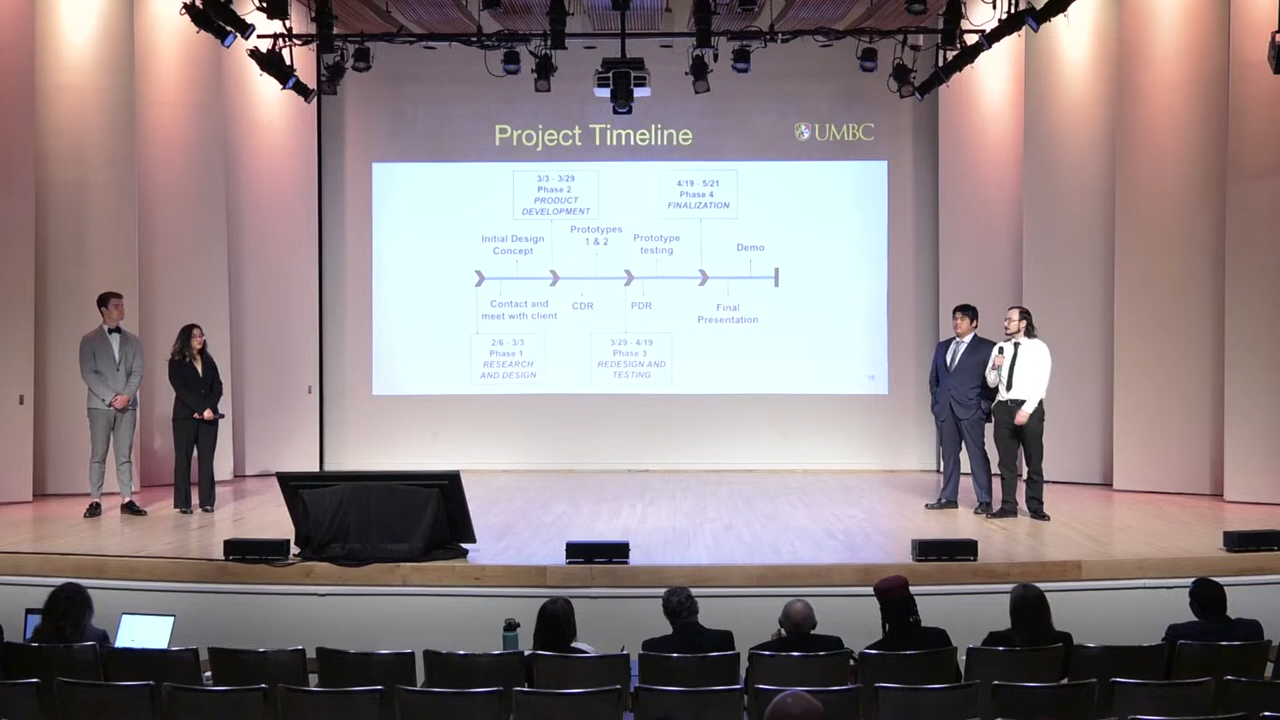 Project Timeline
UMBC
3/3 - 3/29
Phase 2
PRODUCT
DEVELOPMENT
4/19 - 5/21
Phase 4
FINALIZATION
Initial Design
Concept
Prototypes
1 & 2
Prototype
testing
Demo
Contact and
meet with client
CDR
PDR
Final
Presentation
2/6 - 3/3
Phase 1
RESEARCH
AND DESIGN
3/29 - 4/19
Phase 3
REDESIGN AND
TESTING